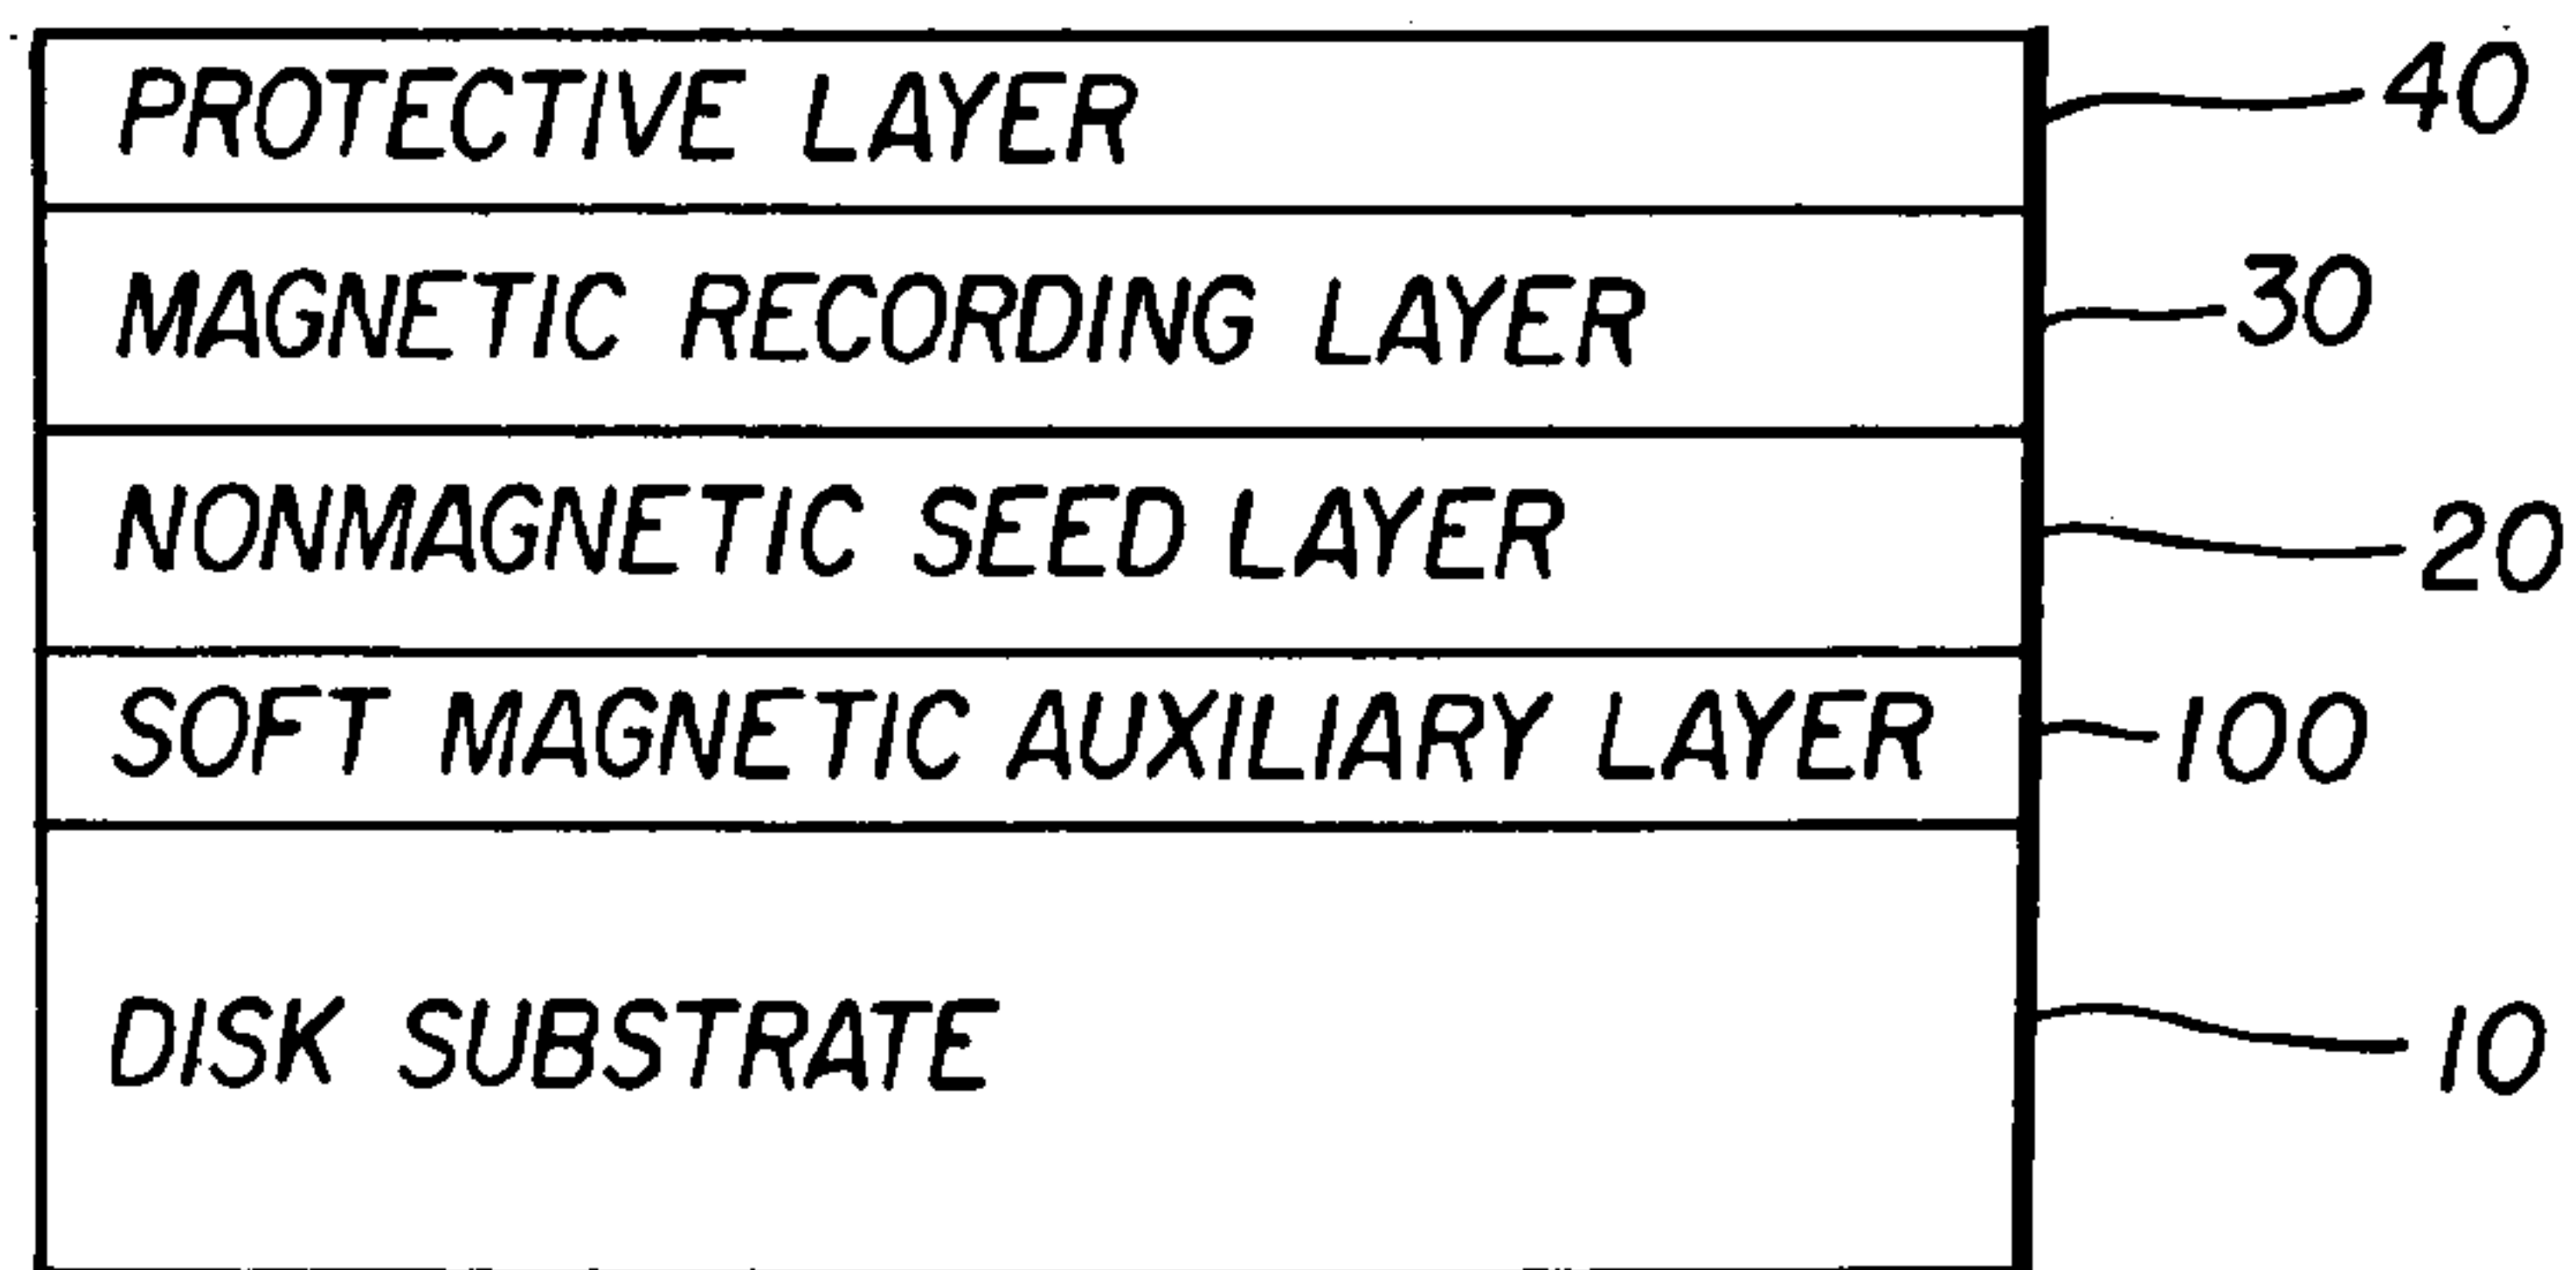 PROTECTIVE LAYER 40
MAGNETIC RECORDING LAYER 30
NONMAGNETIC SEED LAYER 20
SOFT MAGNETIC AUXILIARY LAYER 100
DISK SUBSTRATE 10